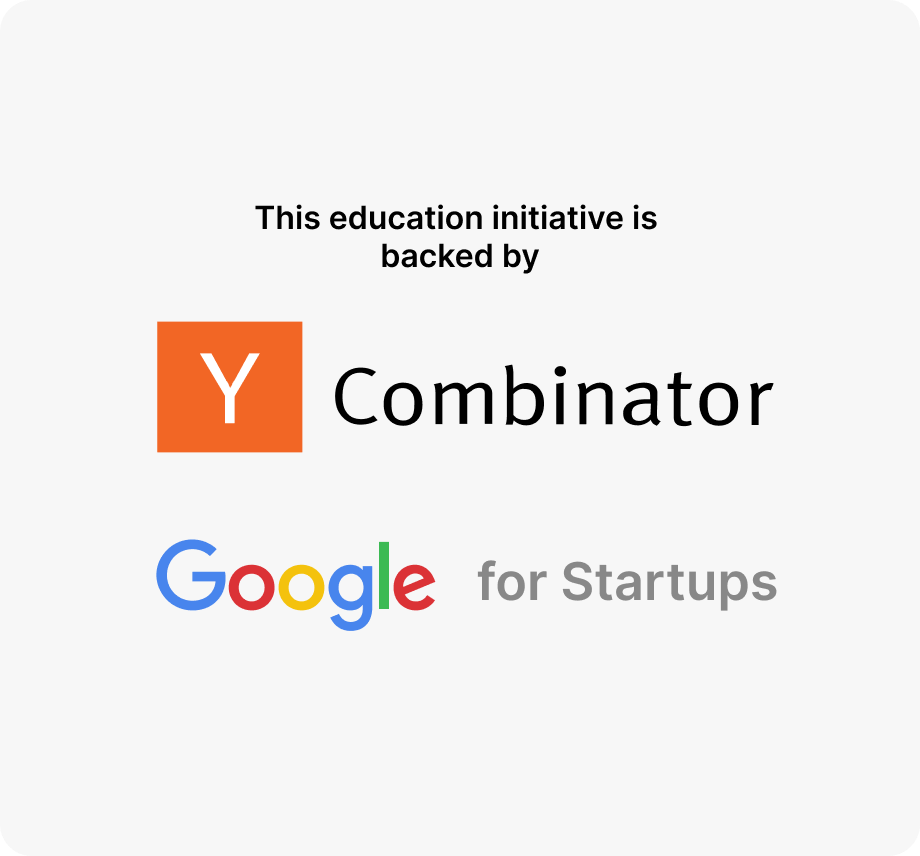 This education initiative is
backed by
Y Combinator
Google for Startups